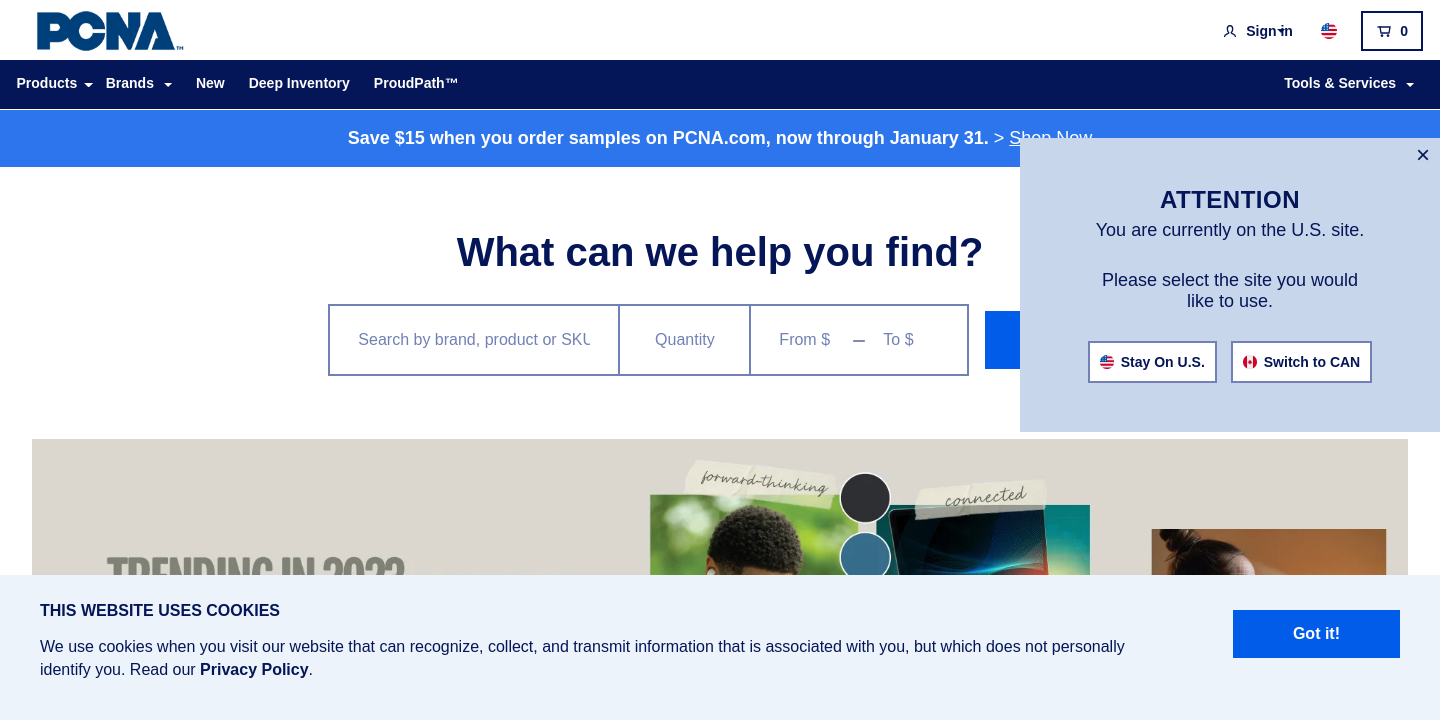 PCNA™
Sign in
0
Products
Brands
New
Deep Inventory
ProudPath™
Tools & Services
Save $15 when you order samples on PCNA.com, now through January 31. > Shop Now
×
ATTENTION
You are currently on the U.S. site.
Please select the site you would
like to use.
Stay On U.S.
Switch to CAN
What can we help you find?
Search by brand, product or SKU
Quantity
From $
To $
forward-thinking
connected
TRENDING IN 2023
THIS WEBSITE USES COOKIES
We use cookies when you visit our website that can recognize, collect, and transmit information that is associated with you, but which does not personally
identify you. Read our Privacy Policy.
Got it!